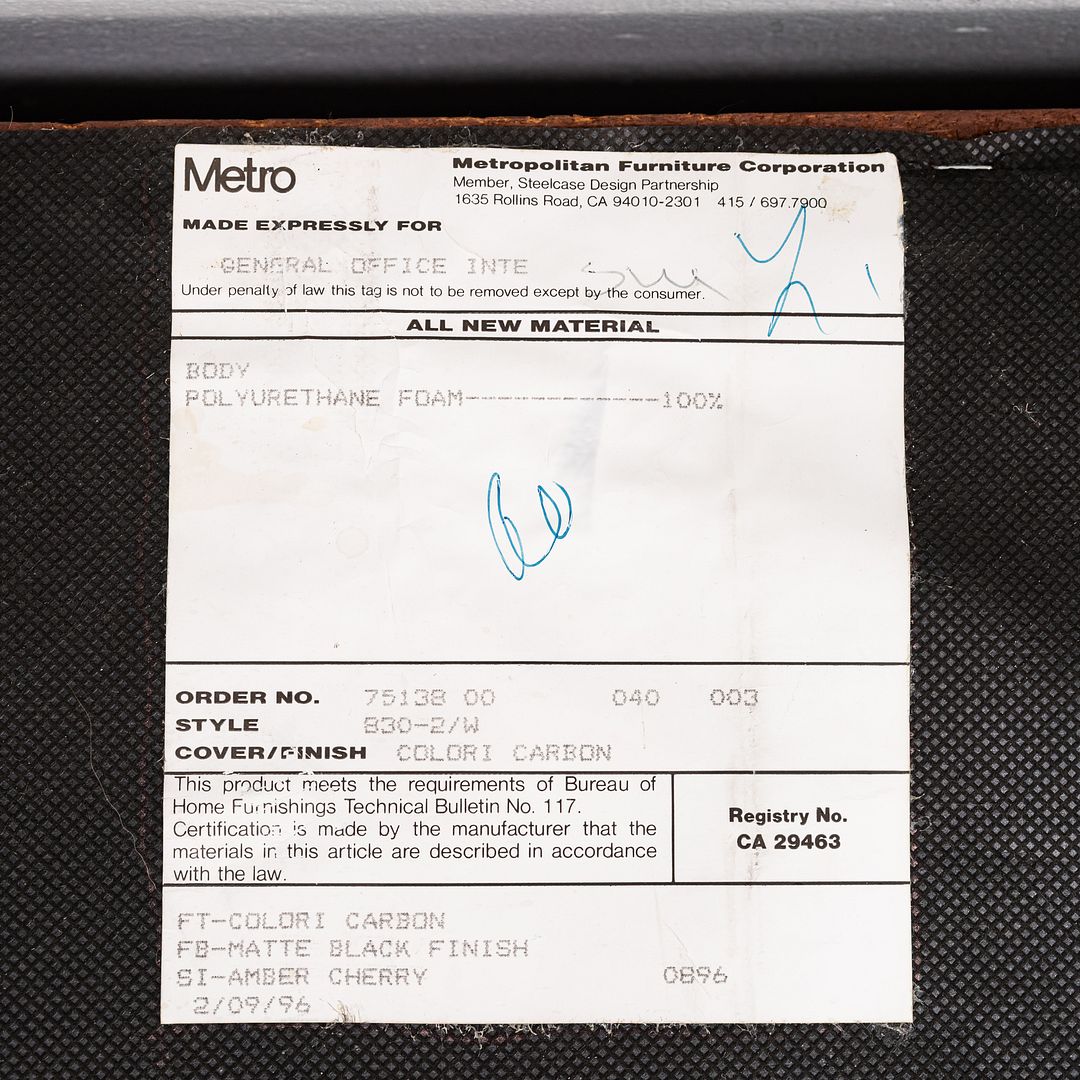 Metro
Metropolitan Furniture Corporation
Member, Steelcase Design Partnership
1635 Rollins Road, CA 94010-2301 415 / 697.7900
MADE EXPRESSLY FOR
GENERAL OFFICE INTE
Under penalty of law this tag is not to be removed except by the consumer.
ALL NEW MATERIAL
BODY
POLYURETHANE FOAM----------------100%
ORDER NO. 75138 00 040 003
STYLE 830-2/W
COVER/FINISH COLORI CARBON
This product meets the requirements of Bureau of
Home Furnishings Technical Bulletin No. 117.
Certification is made by the manufacturer that the
materials in this article are described in accordance
with the law.
Registry No.
CA 29463
FT-COLORI CARBON
FB-MATTE BLACK FINISH
SI-AMBER CHERRY 0896
2/09/96